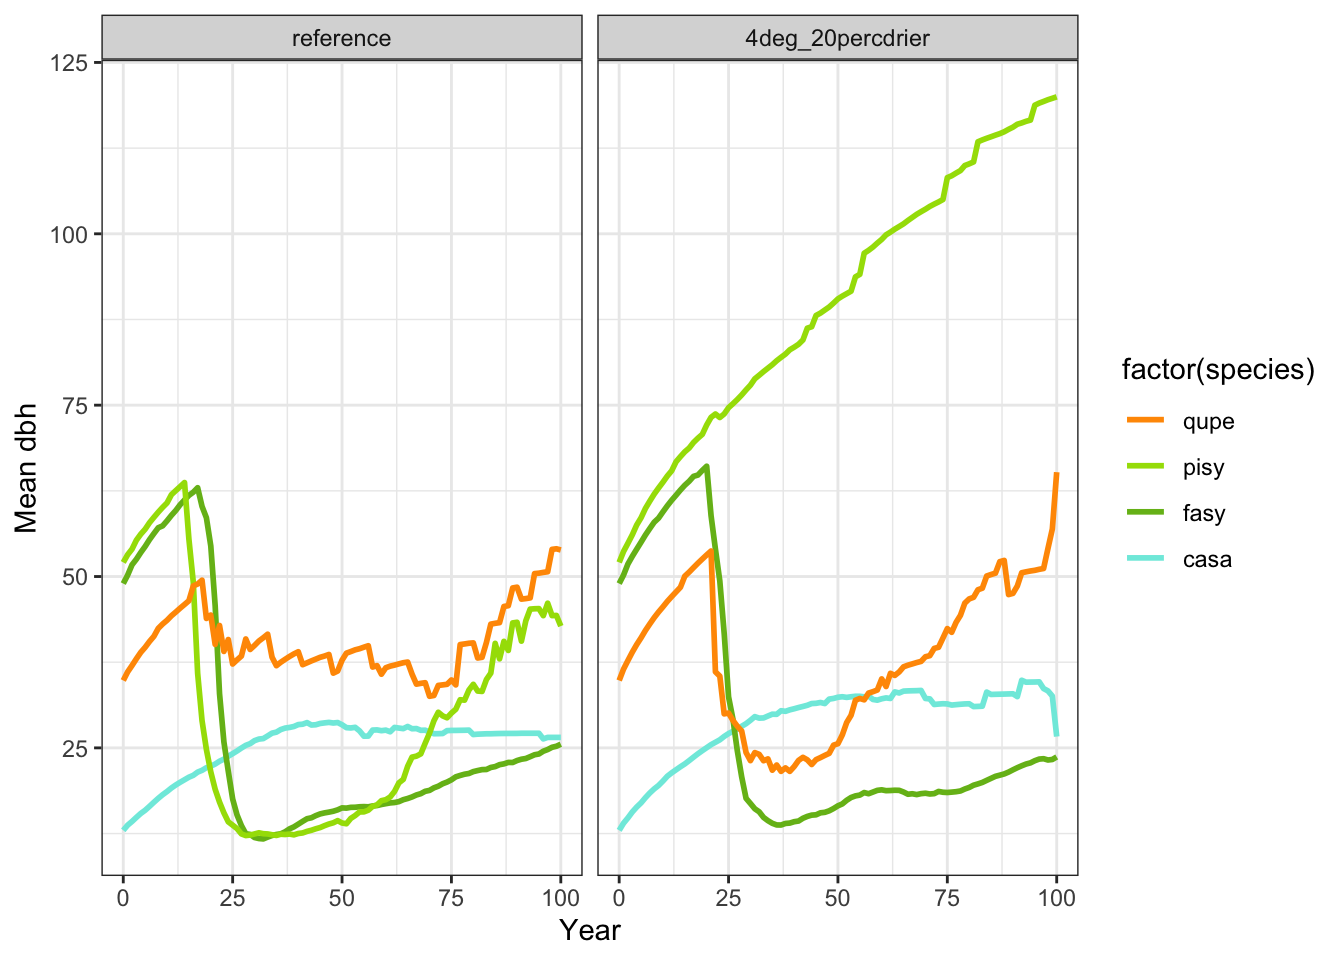 reference
4deg_20percdrier
125
100
75
50
25
Mean dbh
0 25 50 75 100
0 25 50 75 100
Year
factor(species)
qupe
pisy
fasy
casa